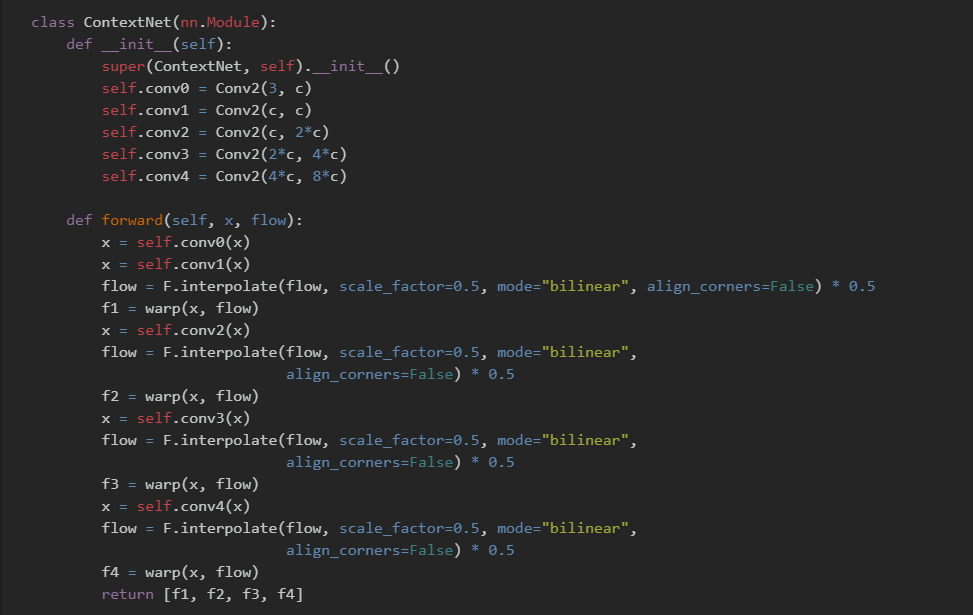 class ContextNet(nn.Module):
    def __init__(self):
        super(ContextNet, self).__init__()
        self.conv0 = Conv2(3, c)
        self.conv1 = Conv2(c, c)
        self.conv2 = Conv2(c, 2*c)
        self.conv3 = Conv2(2*c, 4*c)
        self.conv4 = Conv2(4*c, 8*c)

    def forward(self, x, flow):
        x = self.conv0(x)
        x = self.conv1(x)
        flow = F.interpolate(flow, scale_factor=0.5, mode="bilinear", align_corners=False) * 0.5
        f1 = warp(x, flow)
        x = self.conv2(x)
        flow = F.interpolate(flow, scale_factor=0.5, mode="bilinear",
                             align_corners=False) * 0.5
        f2 = warp(x, flow)
        x = self.conv3(x)
        flow = F.interpolate(flow, scale_factor=0.5, mode="bilinear",
                             align_corners=False) * 0.5
        f3 = warp(x, flow)
        x = self.conv4(x)
        flow = F.interpolate(flow, scale_factor=0.5, mode="bilinear",
                             align_corners=False) * 0.5
        f4 = warp(x, flow)
        return [f1, f2, f3, f4]